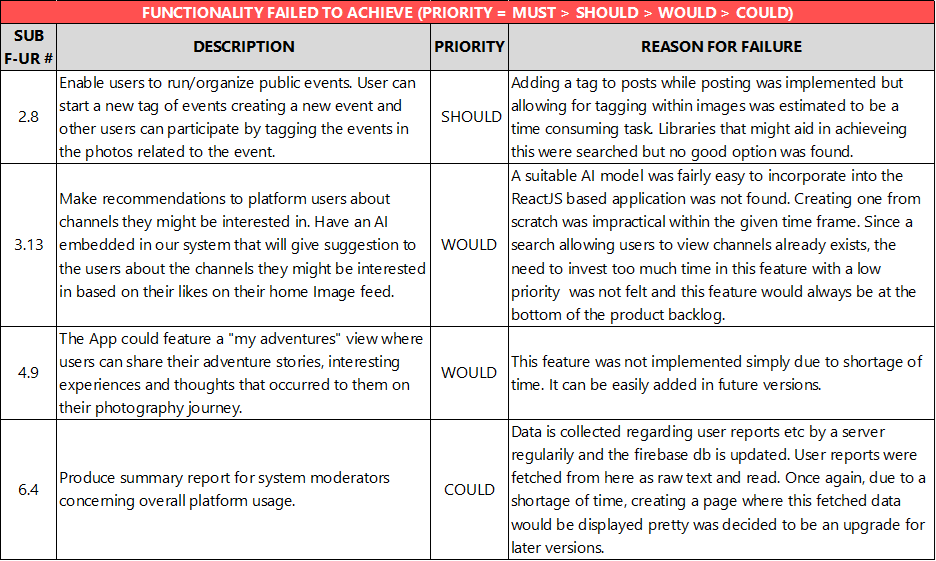 FUNCTIONALITY FAILED TO ACHIEVE (PRIORITY = MUST > SHOULD > WOULD > COULD)
SUB
F-UR #
DESCRIPTION
PRIORITY
REASON FOR FAILURE
2.8
Enable users to run/organize public events. User can
start a new tag of events creating a new event and
other users can participate by tagging the events in
the photos related to the event.
SHOULD
Adding a tag to posts while posting was implemented but
allowing for tagging within images was estimated to be a
time consuming task. Libraries that might aid in achieveing
this were searched but no good option was found.
3.13
Make recommendations to platform users about
channels they might be interested in. Have an AI
embedded in our system that will give suggestion to
the users about the channels they might be interested
in based on their likes on their home Image feed.
WOULD
A suitable AI model was fairly easy to incorporate into the
ReactJS based application was not found. Creating one from
scratch was impractical within the given time frame. Since a
search allowing users to view channels already exists, the
need to invest too much time in this feature with a low
priority  was not felt and this feature would always be at the
bottom of the product backlog.
4.9
The App could feature a "my adventures" view where
users can share their adventure stories, interesting
experiences and thoughts that occurred to them on
their photography journey.
WOULD
This feature was not implemented simply due to shortage of
time. It can be easily added in future versions.
6.4
Produce summary report for system moderators
concerning overall platform usage.
COULD
Data is collected regarding user reports etc by a server
regularily and the firebase db is updated. User reports were
fetched from here as raw text and read. Once again, due to a
shortage of time, creating a page where this fetched data
would be displayed pretty was decided to be an upgrade for
later versions.